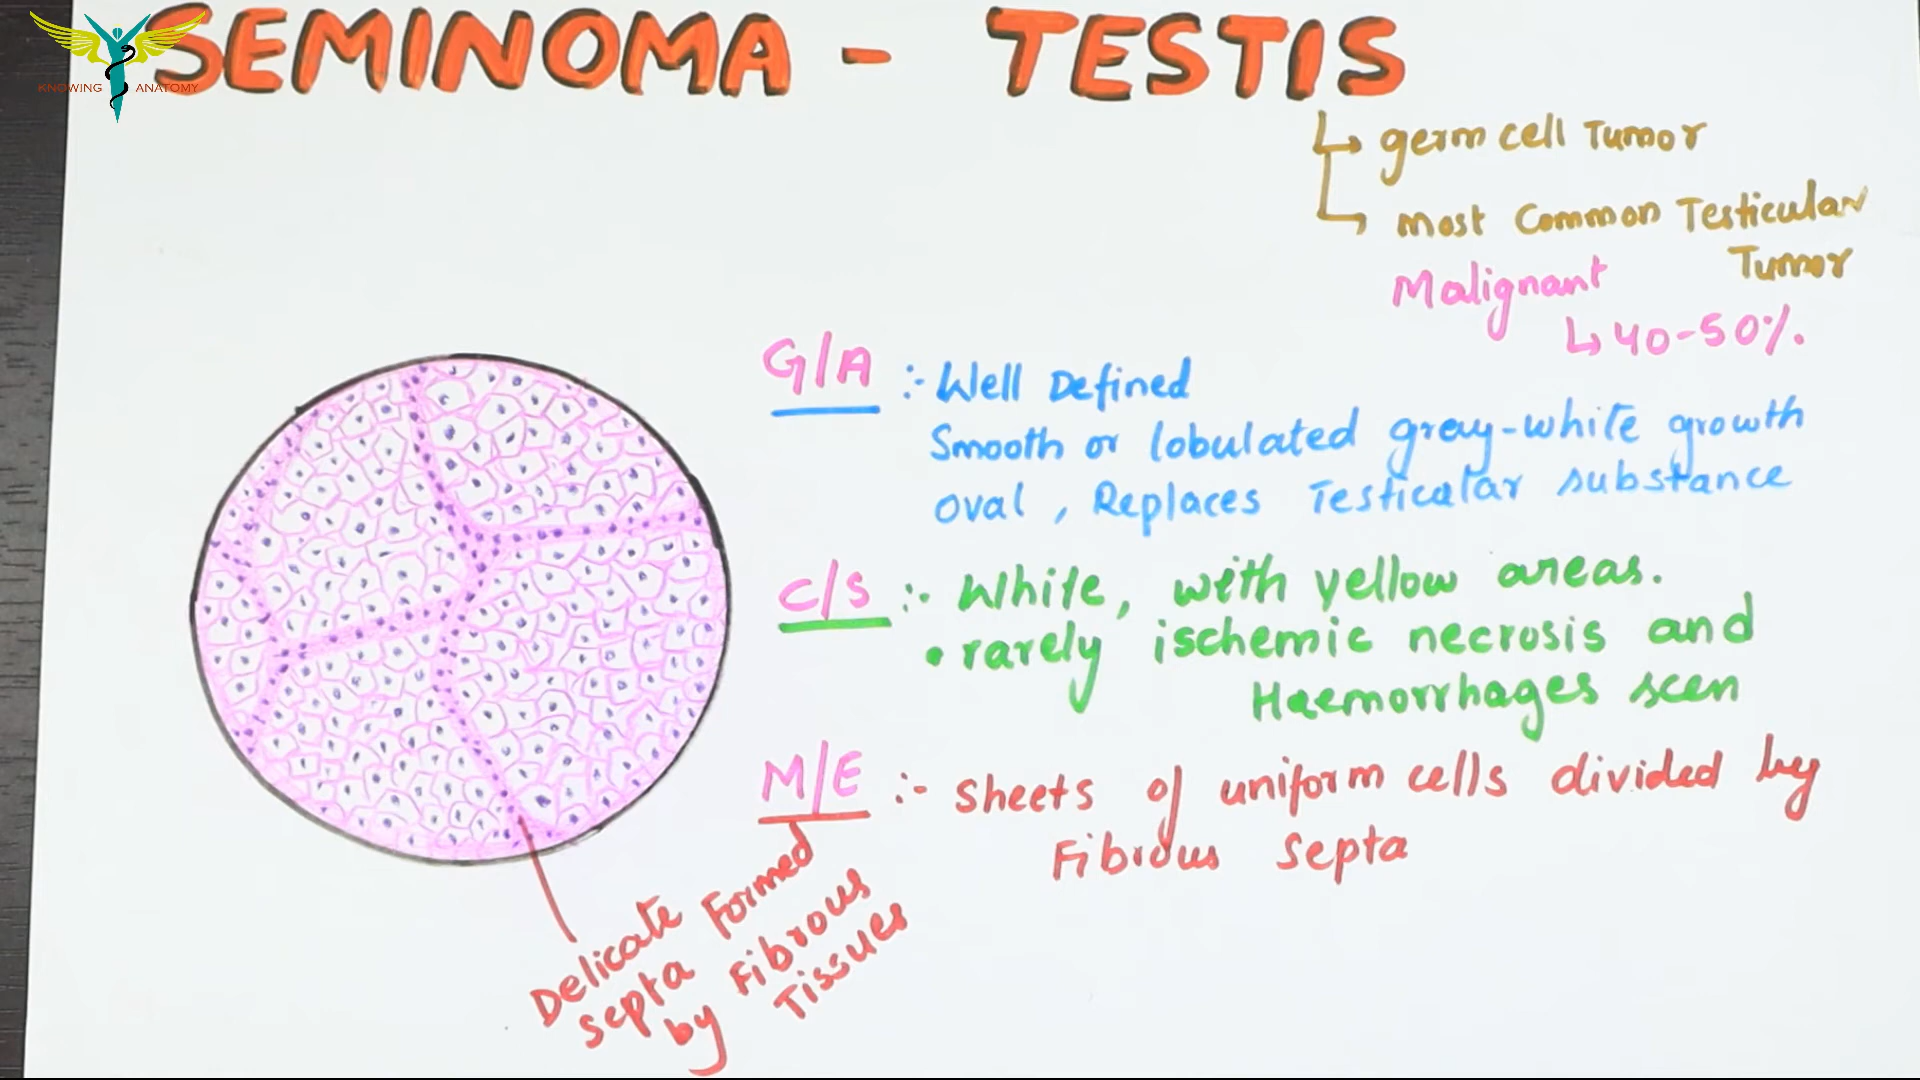 SEMINOMA - TESTIS
KNOWING ANATOMY
germ cell Tumor
most Common Testicular
Tumor
Malignant
40-50%.
G/A :- Well Defined
Smooth or lobulated gray-white growth
oval, Replaces Testicular substance
C/S :- White, with yellow areas.
• rarely ischemic necrosis and
Haemorrhages seen
M/E :- sheets of uniform cells divided by
Fibrous septa
Delicate
septa Formed
by Fibrous
Tissues